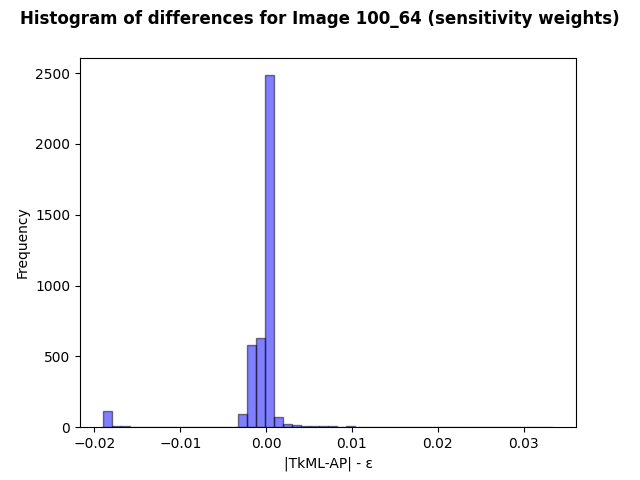 Histogram of differences for Image 100_64 (sensitivity weights)
2500
2000
1500
1000
500
0
Frequency
−0.02 −0.01 0.00 0.01 0.02 0.03
|TkML-AP| - ε